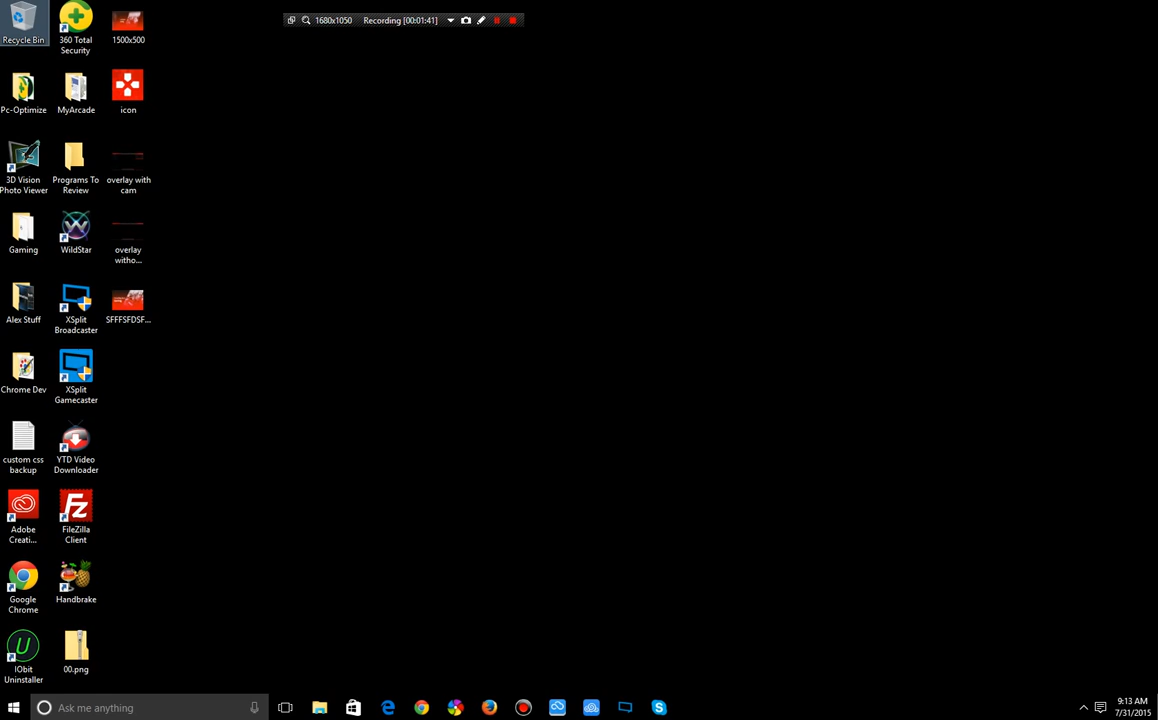 1680x1050 Recording [00:01:41]
Recycle Bin
360 Total
Security
1500x500
Pc-Optimize
MyArcade
icon
3D Vision
Photo Viewer
Programs To
Review
overlay with
cam
Gaming
WildStar
overlay
witho...
Alex Stuff
XSplit
Broadcaster
SFFFSFDSF...
Chrome Dev
XSplit
Gamecaster
custom css
backup
YTD Video
Downloader
Adobe
Creati...
FileZilla
Client
Google
Chrome
Handbrake
IObit
Uninstaller
00.png
Ask me anything
9:13 AM
7/31/2015